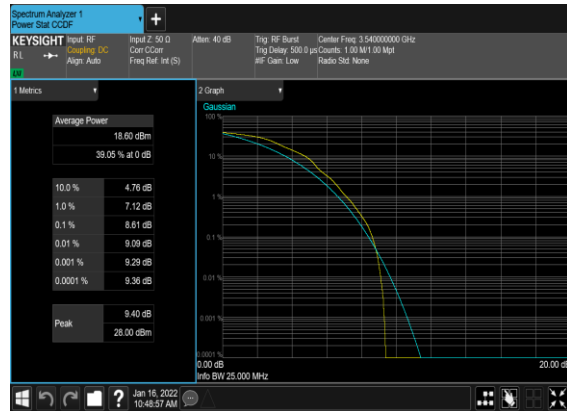 Spectrum Analyzer 1
Power Stat CCDF
KEYSIGHT
Input: RF
Coupling: DC
Align: Auto
Input Z: 50 Ω
Corr CCorr
Freq Ref: Int (S)
Atten: 40 dB
Trig: RF Burst
Trig Delay: 500.0 µs
#IF Gain: Low
Center Freq: 3.540000000 GHz
Counts: 1.00 M/1.00 Mpt
Radio Std: None
R L
1 Metrics
2 Graph
Average Power
18.60 dBm
39.05 % at 0 dB
10.0 % 4.76 dB
1.0 % 7.12 dB
0.1 % 8.61 dB
0.01 % 9.09 dB
0.001 % 9.29 dB
0.0001 % 9.36 dB
Peak
9.40 dB
28.00 dBm
Gaussian
100 %
10 %
1 %
0.1 %
0.01 %
0.001 %
0.0001 %
0.00 dB
20.00 dB
Info BW 25.000 MHz
Jan 16, 2022
10:48:57 AM